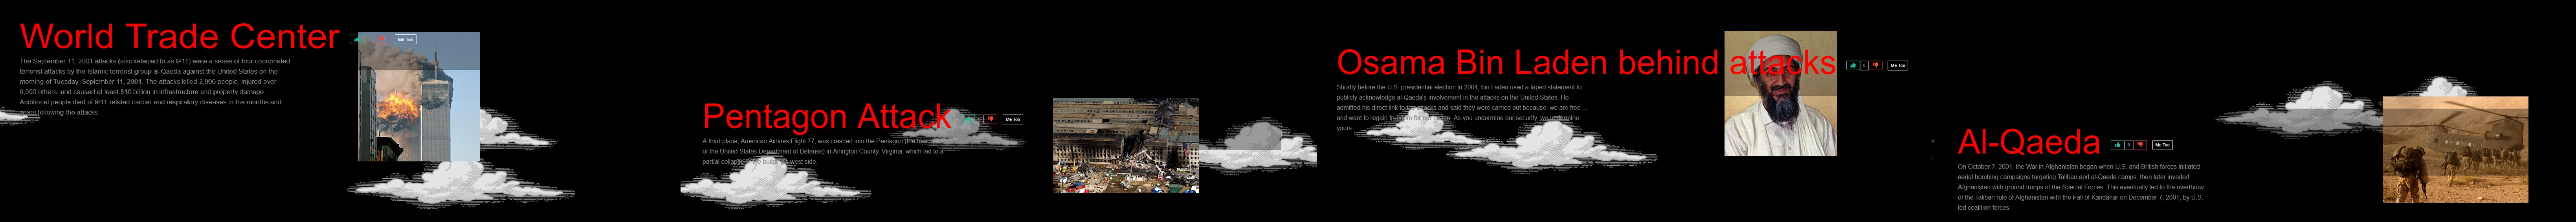 World Trade Center
Me Too
The September 11, 2001 attacks (also referred to as 9/11) were a series of four coordinated
terrorist attacks by the Islamic terrorist group al-Qaeda against the United States on the
morning of Tuesday, September 11, 2001. The attacks killed 2,996 people, injured over
6,000 others, and caused at least $10 billion in infrastructure and property damage.
Additional people died of 9/11-related cancer and respiratory diseases in the months and
years following the attacks.
Pentagon Attack
Me Too
A third plane, American Airlines Flight 77, was crashed into the Pentagon (the
of the United States Department of Defense) in Arlington County, Virginia, which led to a
partial west side.
Osama Bin Laden behind attacks
0
Me Too
Shortly before the U.S. presidential election in 2004, bin Laden used a taped statement to
publicly acknowledge al-Qaeda's involvement in the attacks on the United States. He
admitted his direct link to the attacks and said they were carried out because: we are free ...
and want to regain freedom for our As you undermine our security, we undermine
yours.
Al-Qaeda
0
Me Too
On October 7, 2001, the War in Afghanistan began when U.S. and British forces initiated
aerial bombing campaigns targeting Taliban and al-Qaeda camps, then later invaded
Afghanistan with ground troops of the Special Forces. This eventually led to the overthrow
of the Taliban rule of Afghanistan with the Fall of Kandahar on December 7, 2001, by U.S.
led coalition forces.